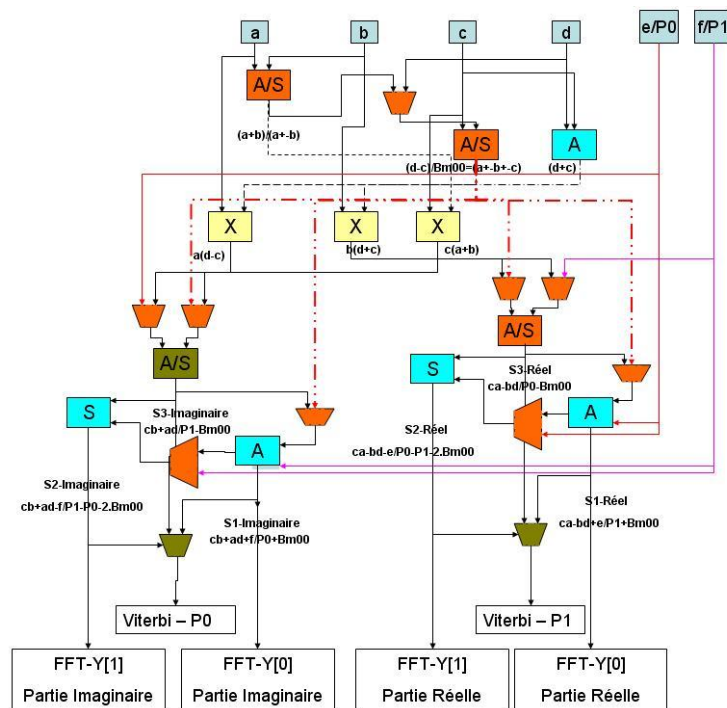 a
b
c
d
e/P0
f/P1
A/S
(a+b)/(a+-b)
A/S
A
(d-c)/Bm00=(a+-b+-c)
(d+c)
X
X
X
a(d-c)
b(d+c)
c(a+b)
A/S
A/S
S
S3-Réel
ca-bd/P0-Bm00
S
S3-Imaginaire
cb+ad/P1-Bm00
A
S2-Réel
ca-bd-e/P0-P1-2.Bm00
A
S2-Imaginaire
cb+ad-f/P1-P0-2.Bm00
S1-Imaginaire
cb+ad+f/P0+Bm00
S1-Réel
ca-bd+e/P1+Bm00
Viterbi – P0
Viterbi – P1
FFT-Y[1]
Partie Imaginaire
FFT-Y[0]
Partie Imaginaire
FFT-Y[1]
Partie Réelle
FFT-Y[0]
Partie Réelle